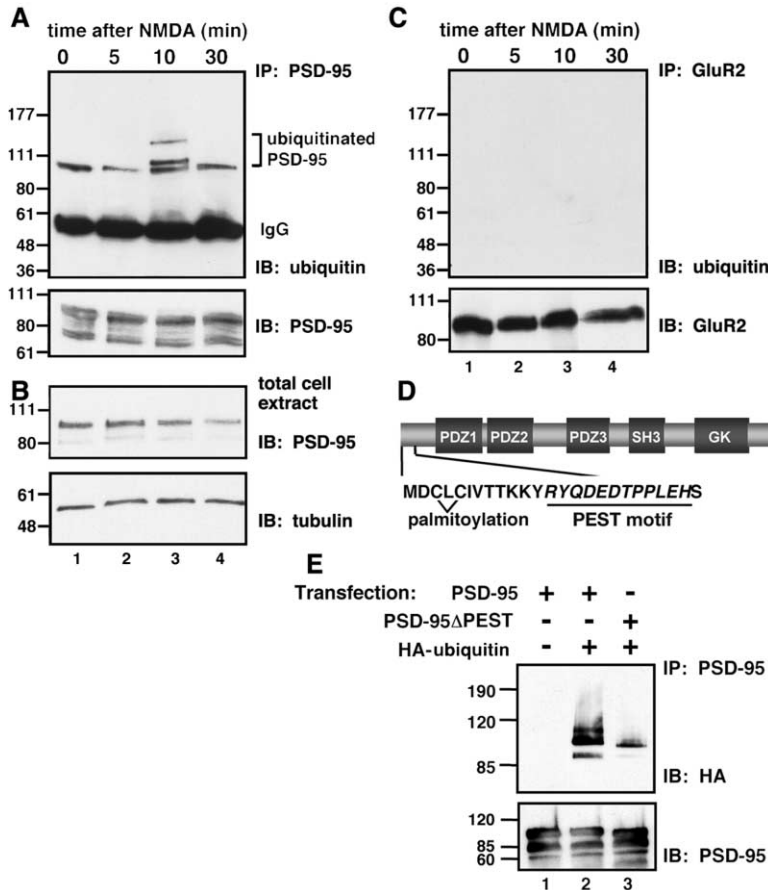 A
time after NMDA (min)
0 5 10 30
IP: PSD-95
177
111
80
61
48
36
ubiquitinated
PSD-95
IgG
IB: ubiquitin
111
80
61
IB: PSD-95
B
total cell
extract
111
80
IB: PSD-95
61
48
IB: tubulin
1 2 3 4
C
time after NMDA (min)
0 5 10 30
IP: GluR2
177
111
80
61
48
36
IB: ubiquitin
111
80
IB: GluR2
1 2 3 4
D
PDZ1 PDZ2 PDZ3 SH3 GK
MDCLCIVTTKKYRYQDEDTPPLEHS
palmitoylation PEST motif
E
Transfection: PSD-95 + + -
PSD-95ΔPEST - - +
HA-ubiquitin - + +
IP: PSD-95
190
120
85
IB: HA
120
85
60
IB: PSD-95
1 2 3